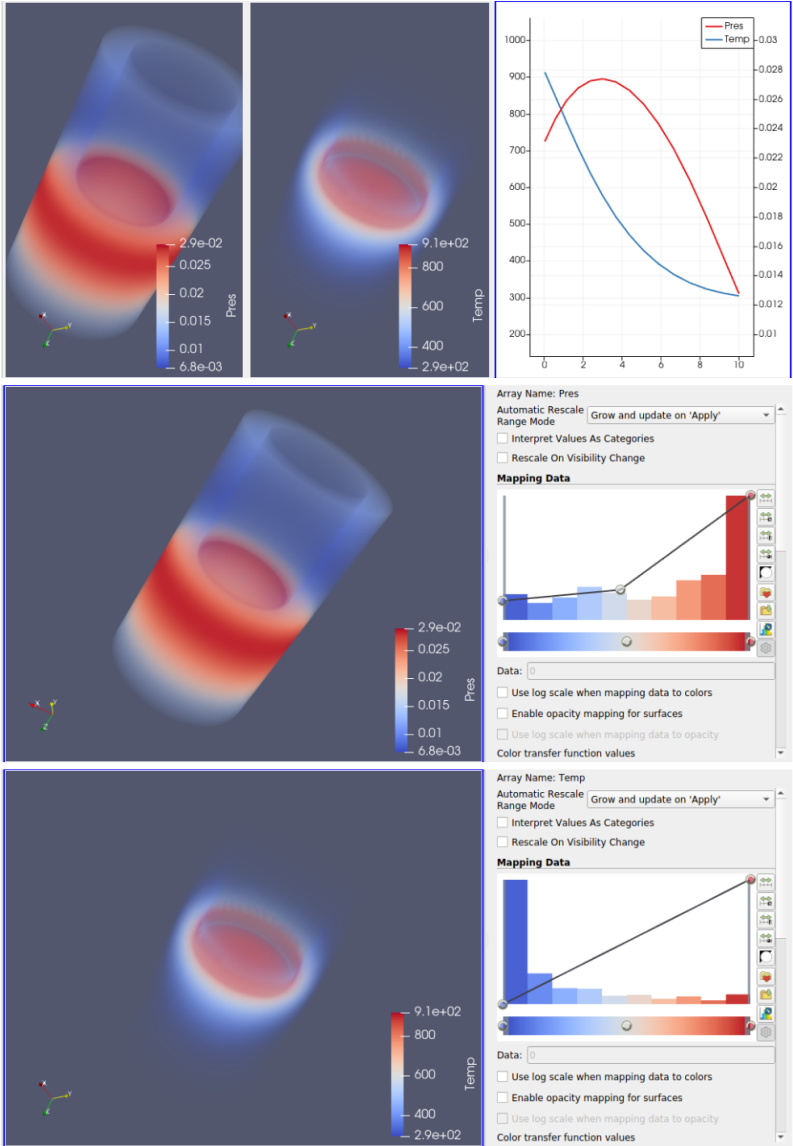 2.9e-02
0.025
0.02
0.015
0.01
6.8e-03
Pres
X
Y
Z
9.1e+02
800
600
400
2.9e+02
Temp
X
Y
Z
Pres
Temp
1000
900
800
700
600
500
400
300
200
0.03
0.028
0.026
0.024
0.022
0.02
0.018
0.016
0.014
0.012
0.01
0 2 4 6 8 10
2.9e-02
0.025
0.02
0.015
0.01
6.8e-03
Pres
X
Y
Z
Array Name: Pres
Automatic Rescale
Range Mode
Grow and update on 'Apply'
Interpret Values As Categories
Rescale On Visibility Change
Mapping Data
Data: 0
Use log scale when mapping data to colors
Enable opacity mapping for surfaces
Use log scale when mapping data to opacity
Color transfer function values
9.1e+02
800
600
400
2.9e+02
Temp
X
Y
Z
Array Name: Temp
Automatic Rescale
Range Mode
Grow and update on 'Apply'
Interpret Values As Categories
Rescale On Visibility Change
Mapping Data
Data: 0
Use log scale when mapping data to colors
Enable opacity mapping for surfaces
Use log scale when mapping data to opacity
Color transfer function values